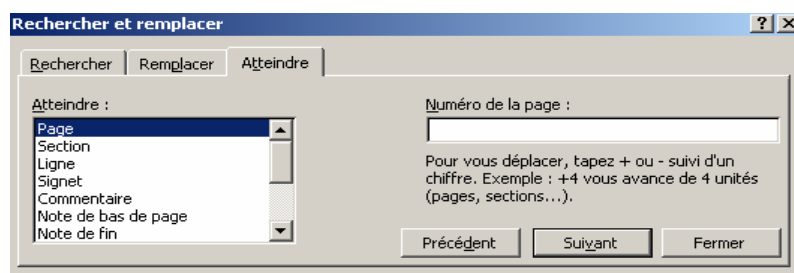 Rechercher et remplacer
Rechercher Remplacer Atteindre
Atteindre :
Page
Section
Ligne
Signet
Commentaire
Note de bas de page
Note de fin
Numéro de la page :
Pour vous déplacer, tapez + ou - suivi d'un
chiffre. Exemple : +4 vous avance de 4 unités
(pages, sections...).
Précédent Suivant Fermer